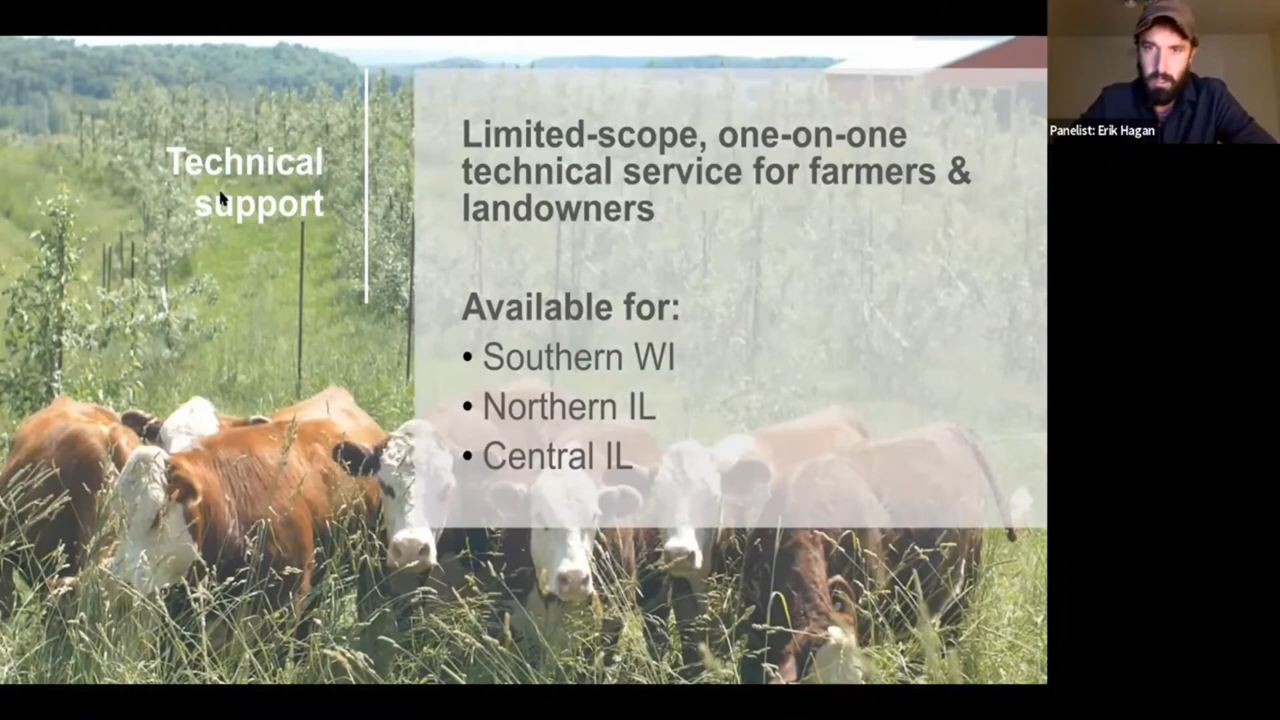 Technical
support
Limited-scope, one-on-one
technical service for farmers &
landowners
Available for:
• Southern WI
• Northern IL
• Central IL
Panelist: Erik Hagan